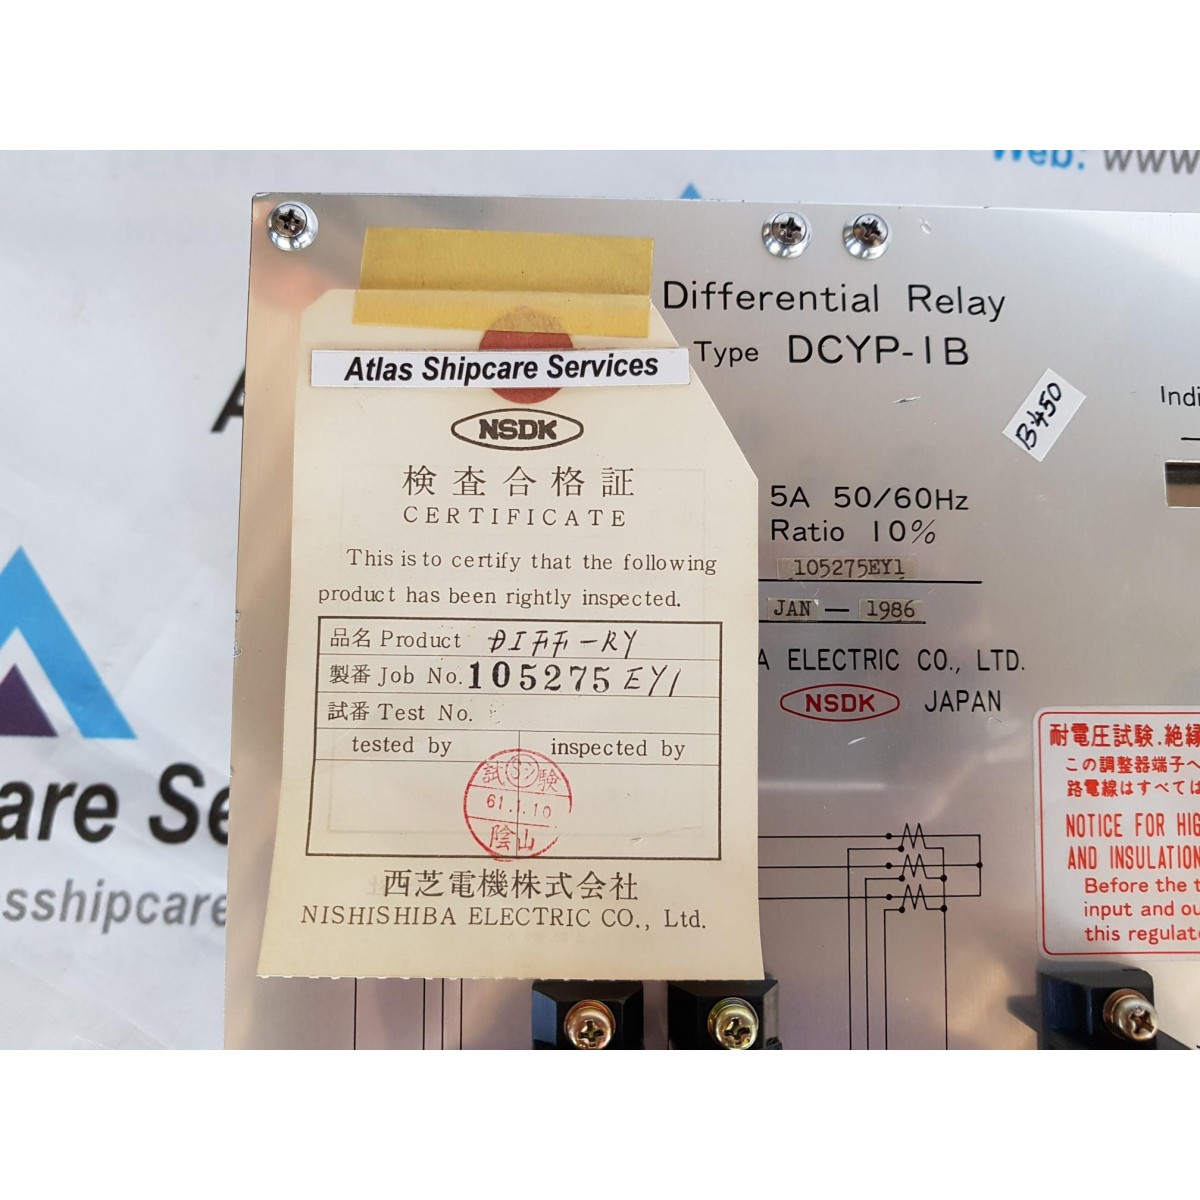 Web: www
Differential Relay
Type DCYP-1B
B-450
Indi
5A 50/60Hz
Ratio 10%
105275EY1
JAN — 1986
A ELECTRIC CO., LTD.
NSDK JAPAN
Atlas Shipcare Services
NSDK
検査合格証
CERTIFICATE
This is to certify that the following
product has been rightly inspected.
品名 Product DIFF-RY
製番 Job No. 105275 EY1
試番 Test No.
tested by inspected by
試 験
61.1.10
陰山
西芝電機株式会社
NISHISHIBA ELECTRIC CO., Ltd.
耐電圧試験.絶縁
この調整器端子へ
路電線はすべては
NOTICE FOR HIG
AND INSULATION
Before the t
input and ou
this regulat
are Se
sshipcare